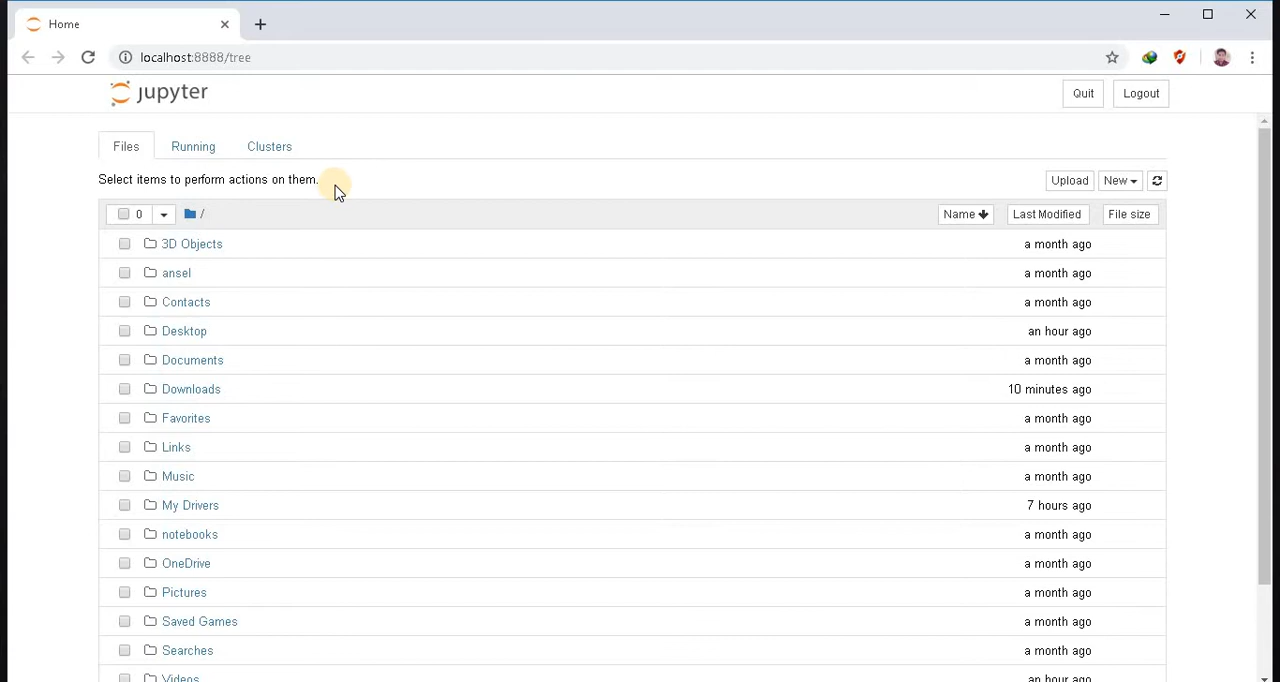 Home
localhost:8888/tree
jupyter
Quit Logout
Files Running Clusters
Select items to perform actions on them.
Upload New
0 / Name Last Modified File size
3D Objects a month ago
ansel a month ago
Contacts a month ago
Desktop an hour ago
Documents a month ago
Downloads 10 minutes ago
Favorites a month ago
Links a month ago
Music a month ago
My Drivers 7 hours ago
notebooks a month ago
OneDrive a month ago
Pictures a month ago
Saved Games a month ago
Searches a month ago
Videos an hour ago